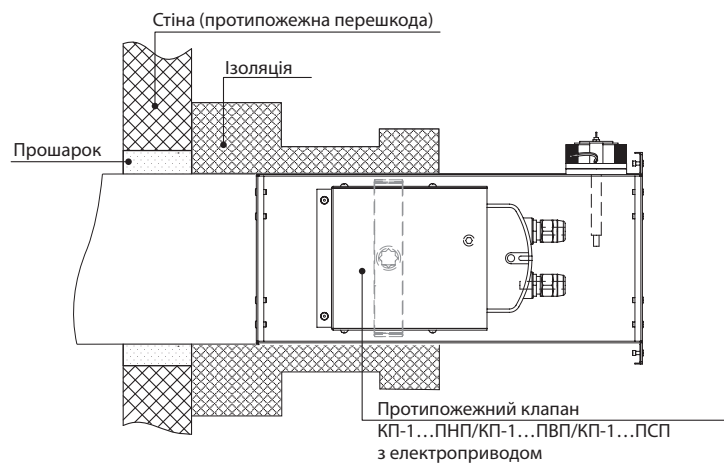 Стіна (протипожежна перешкода)
Ізоляція
Прошарок
Протипожежний клапан
КП-1...ПНП/КП-1...ПВП/КП-1...ПСП
з електроприводом